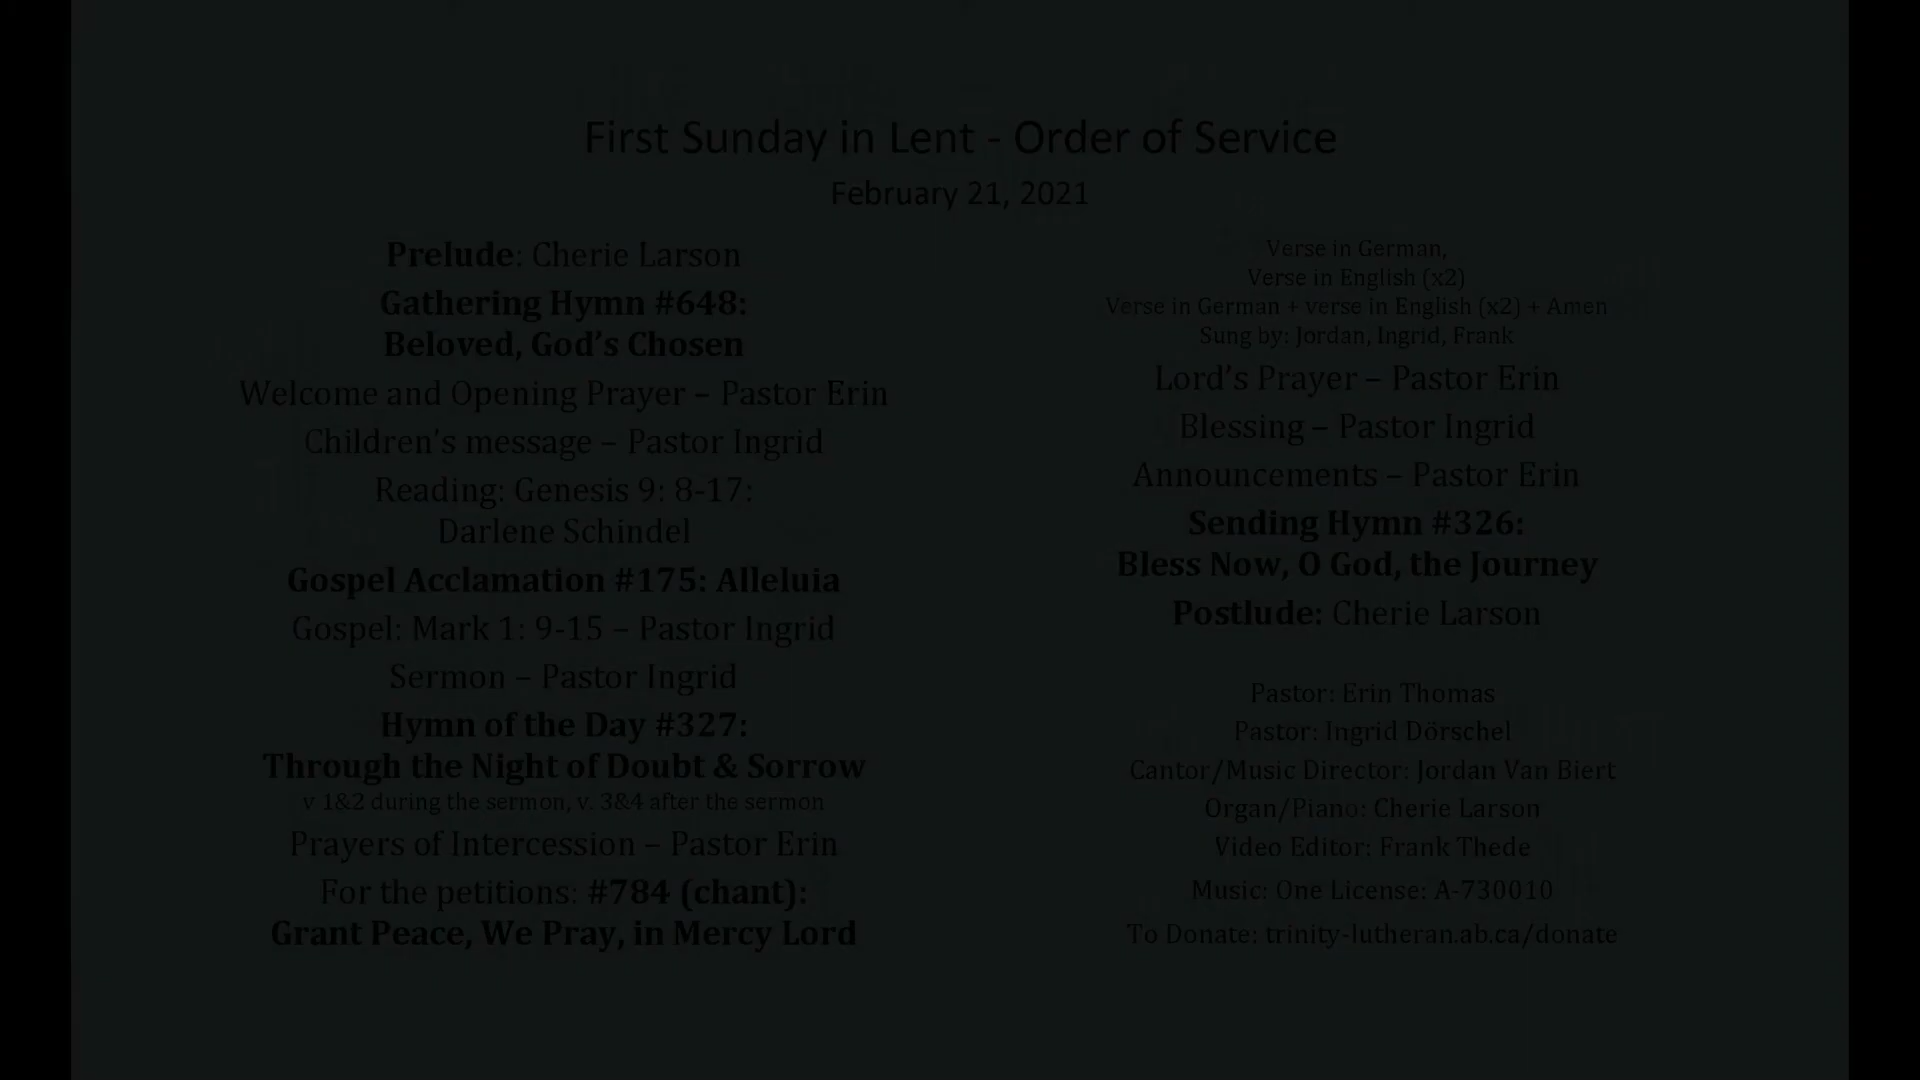 First Sunday in Lent - Order of Service
February 21, 2021
Prelude: Cherie Larson
Gathering Hymn #648:
Beloved, God’s Chosen
Welcome and Opening Prayer – Pastor Erin
Children’s message – Pastor Ingrid
Reading: Genesis 9: 8-17:
Darlene Schindel
Gospel Acclamation #175: Alleluia
Gospel: Mark 1: 9-15 – Pastor Ingrid
Sermon – Pastor Ingrid
Hymn of the Day #327:
Through the Night of Doubt & Sorrow
v 1&2 during the sermon, v. 3&4 after the sermon
Prayers of Intercession – Pastor Erin
For the petitions: #784 (chant):
Grant Peace, We Pray, in Mercy Lord
Verse in German,
Verse in English (x2)
Verse in German + verse in English (x2) + Amen
Sung by: Jordan, Ingrid, Frank
Lord’s Prayer – Pastor Erin
Blessing – Pastor Ingrid
Announcements – Pastor Erin
Sending Hymn #326:
Bless Now, O God, the Journey
Postlude: Cherie Larson
Pastor: Erin Thomas
Pastor: Ingrid Dörschel
Cantor/Music Director: Jordan Van Biert
Organ/Piano: Cherie Larson
Video Editor: Frank Thede
Music: One License: A-730010
To Donate: trinity-lutheran.ab.ca/donate